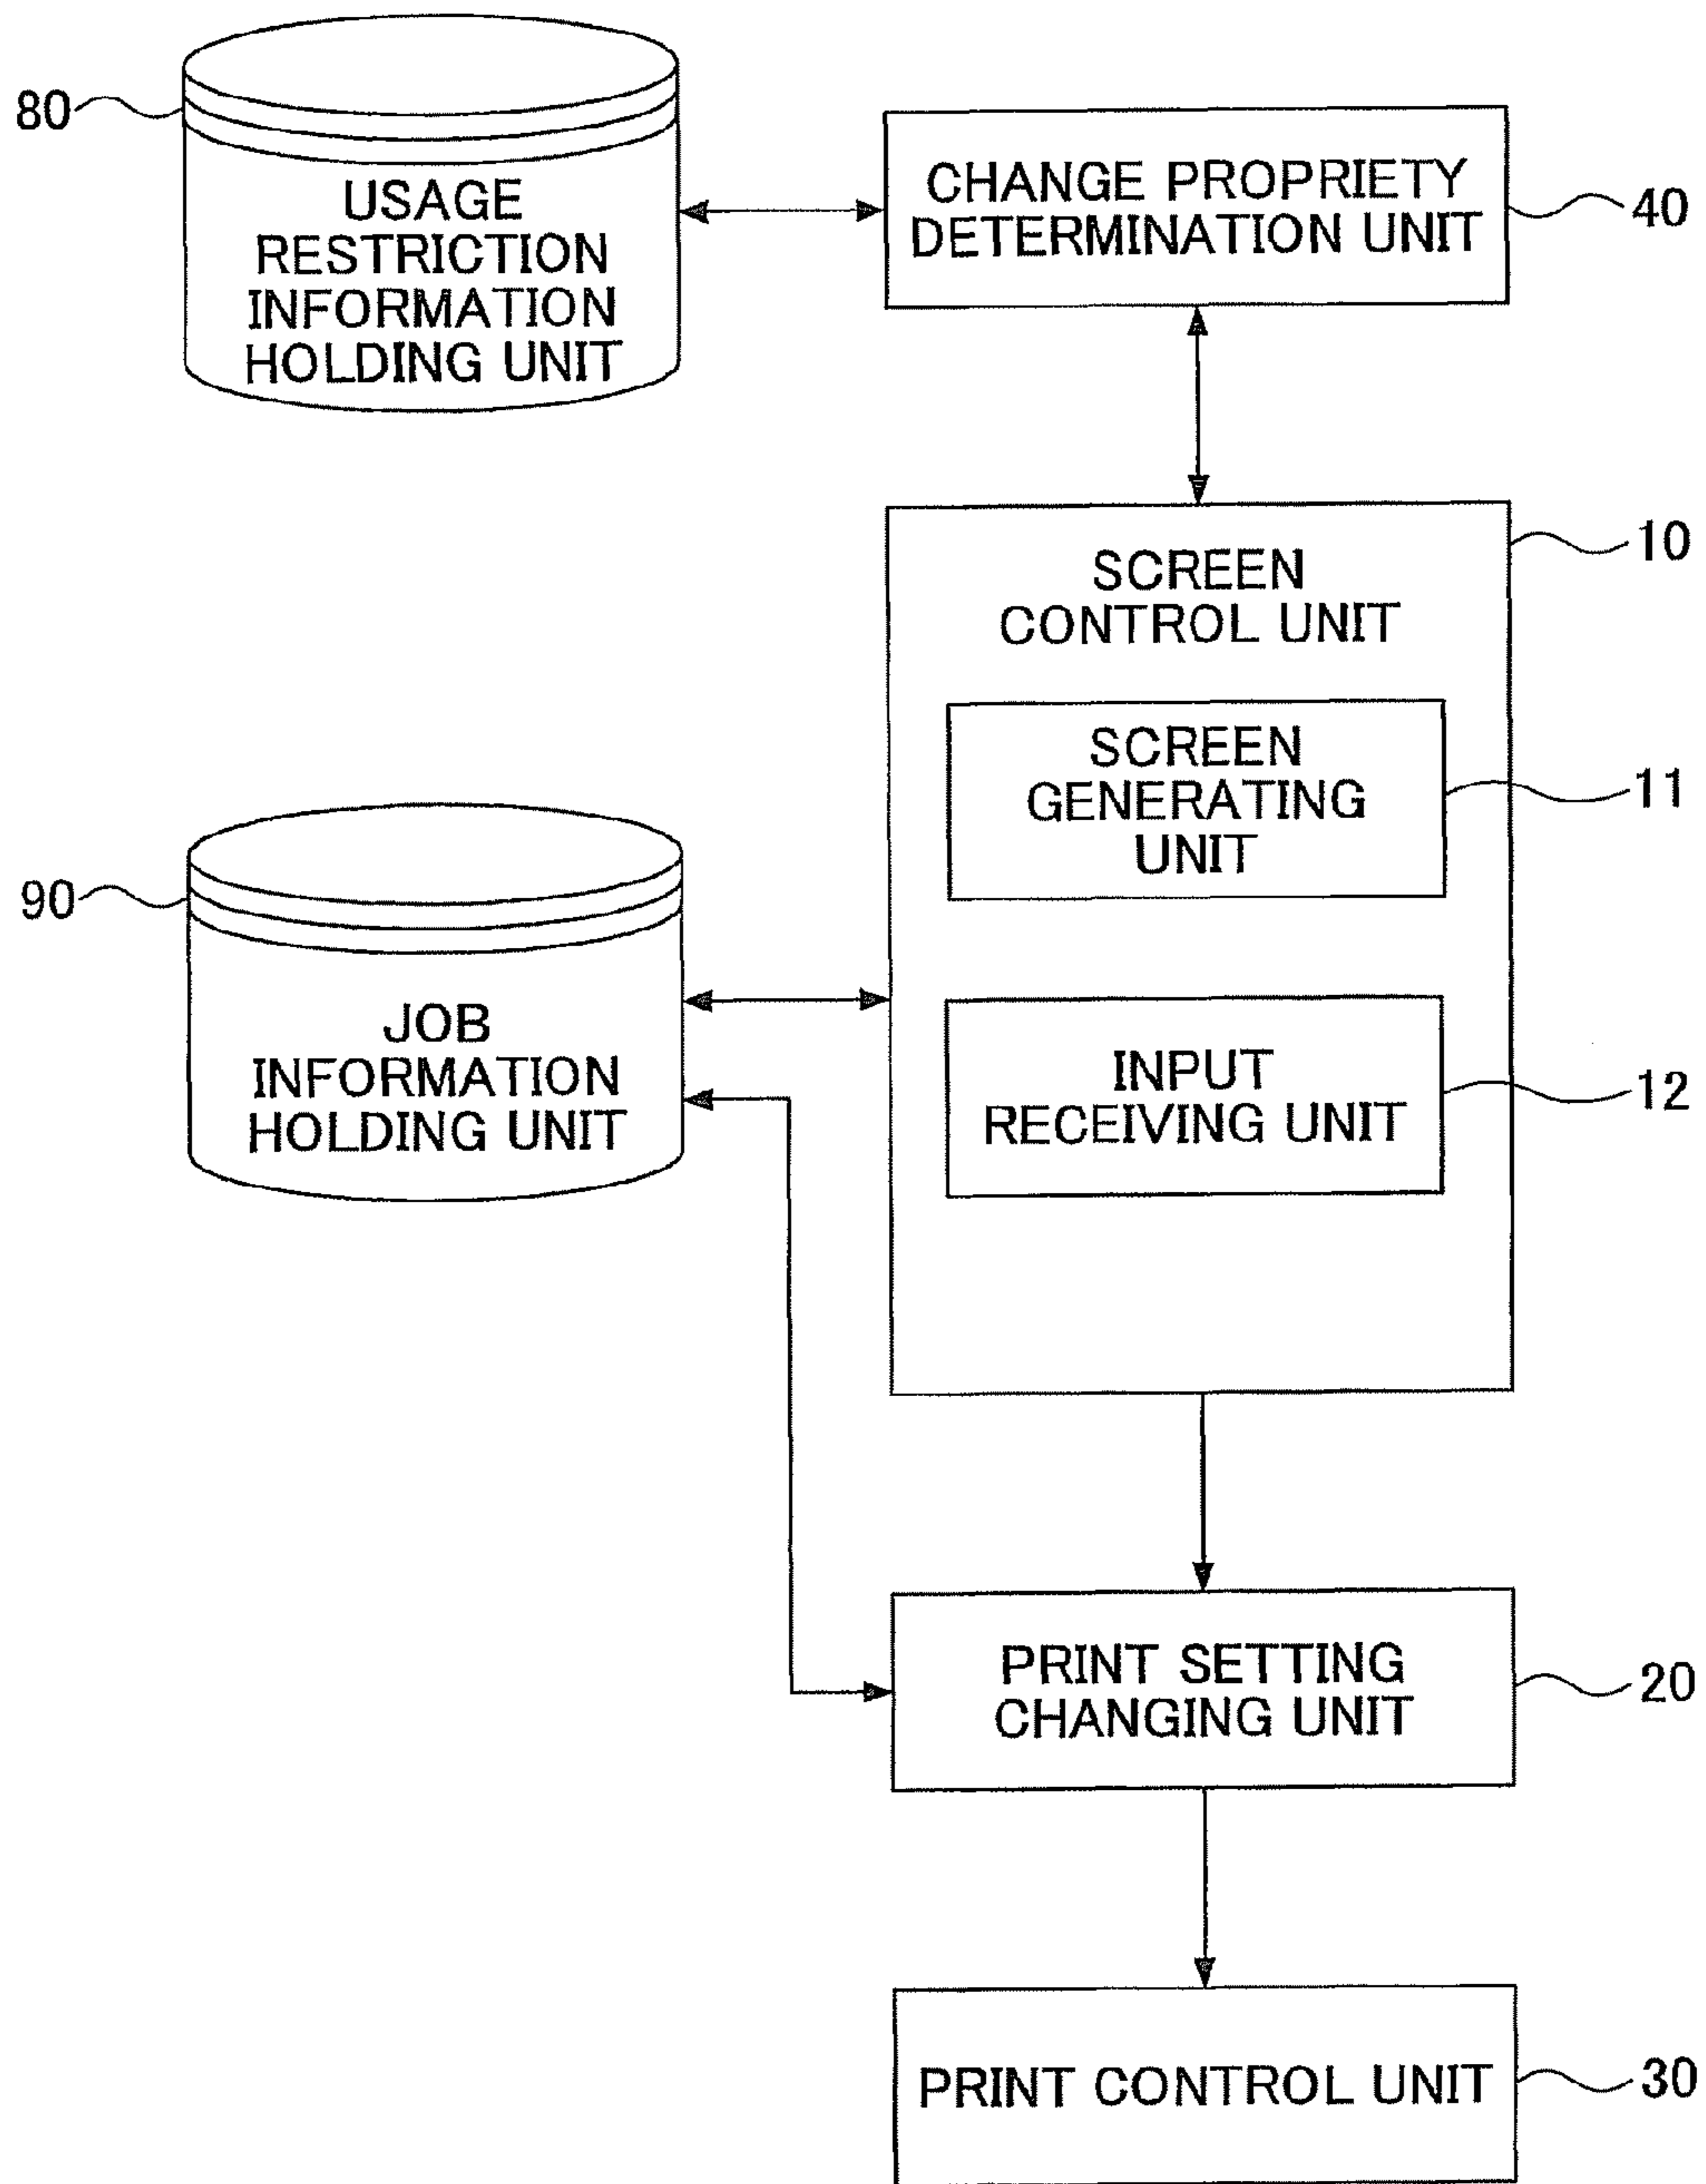 80
USAGE
RESTRICTION
INFORMATION
HOLDING UNIT
CHANGE PROPRIETY
DETERMINATION UNIT
40
10
SCREEN
CONTROL UNIT
SCREEN
GENERATING
UNIT
11
90
JOB
INFORMATION
HOLDING UNIT
INPUT
RECEIVING UNIT
12
PRINT SETTING
CHANGING UNIT
20
PRINT CONTROL UNIT
30